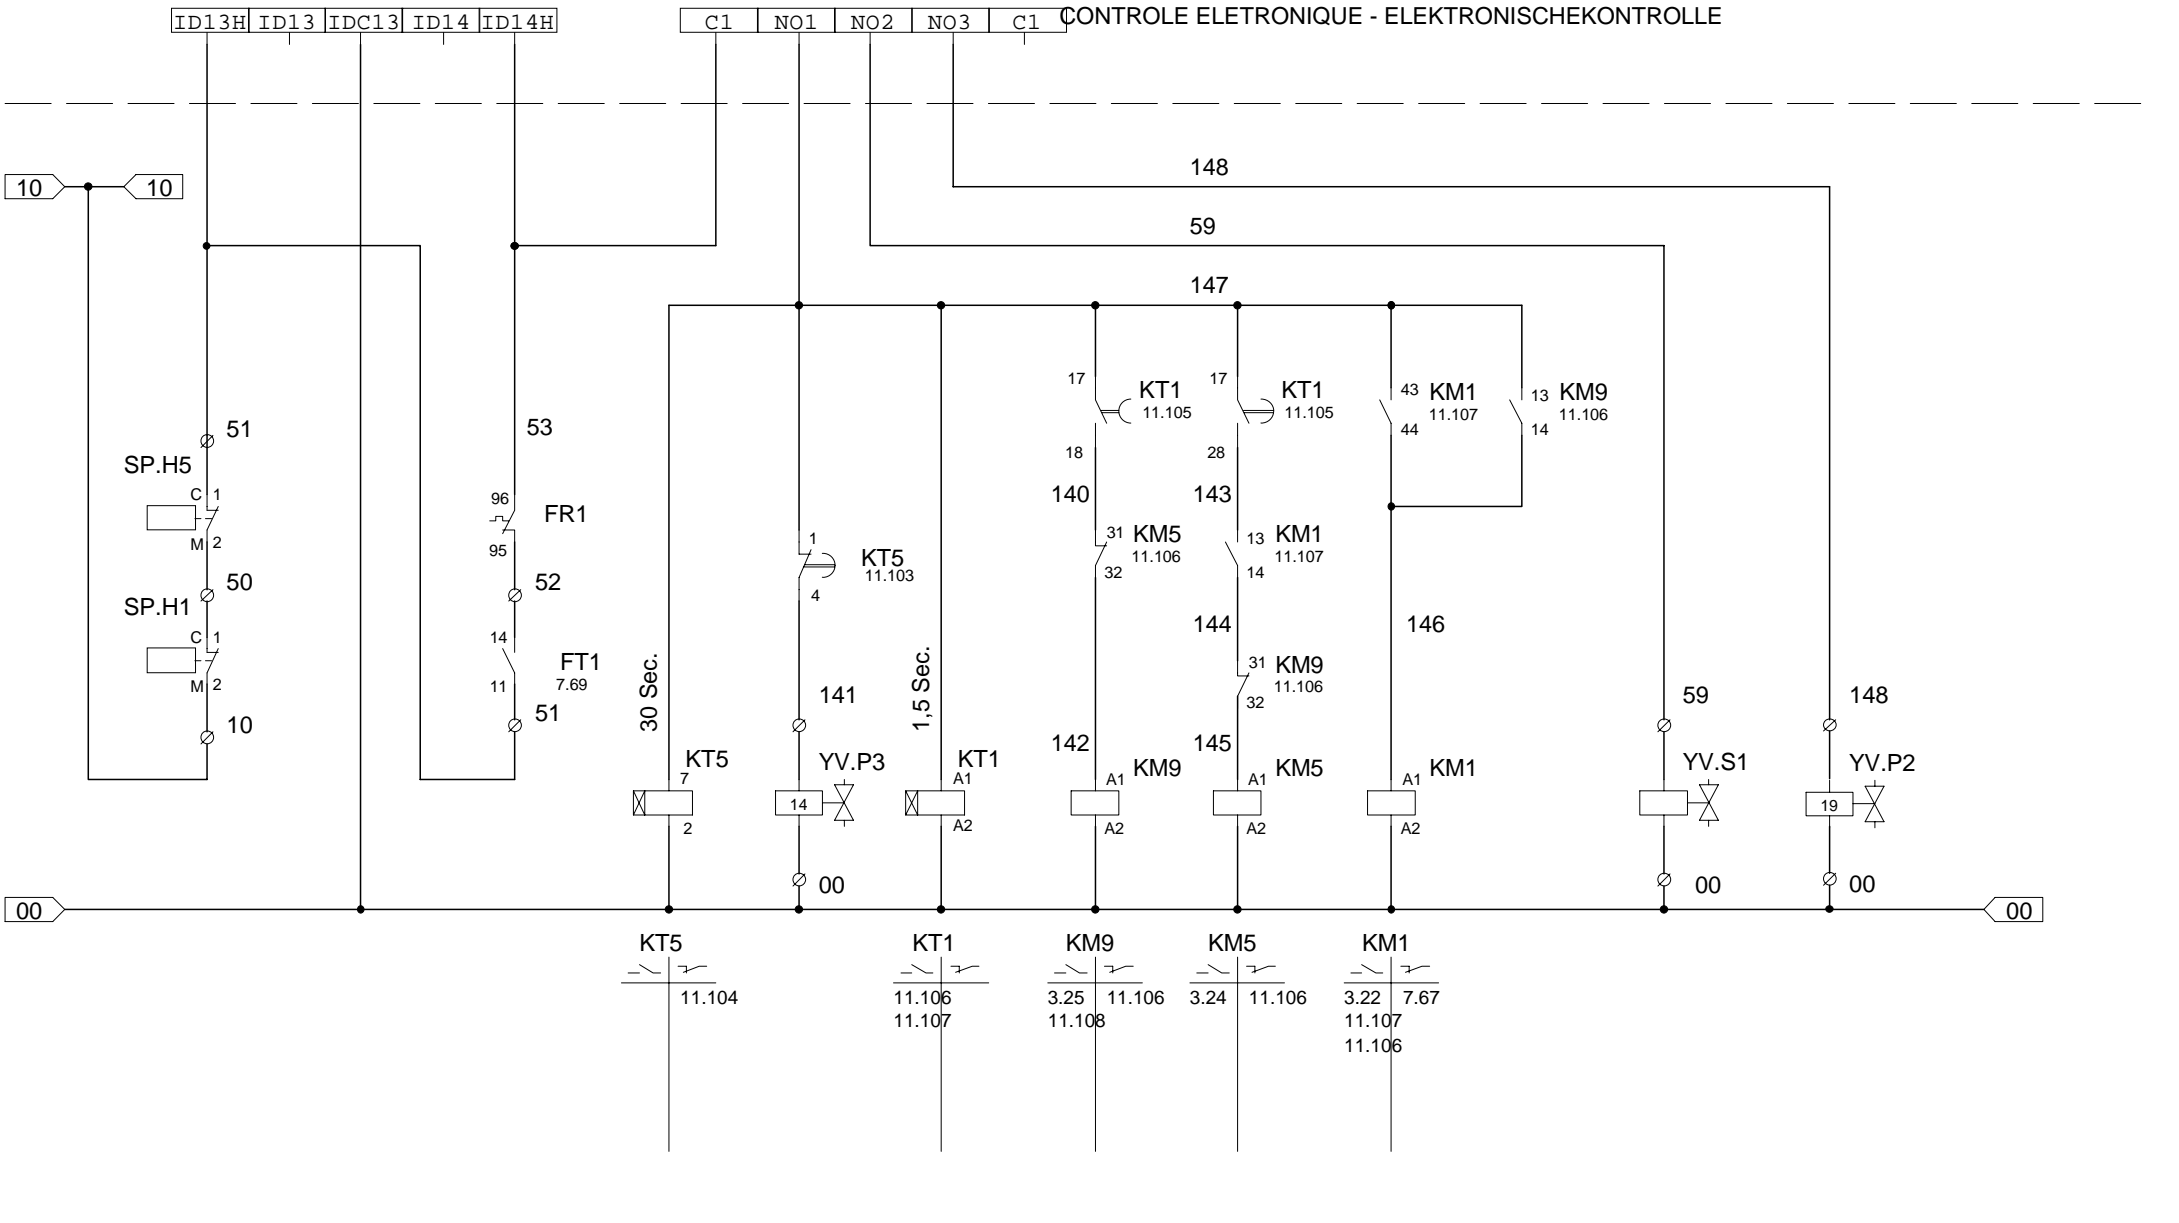 ID13H ID13 IDC13 ID14 ID14H C1 NO1 NO2 NO3 C1 CONTROLE ELETRONIQUE - ELEKTRONISCHEKONTROLLE
148
10 10
59
147
17 KT1 11.105 18
17 KT1 11.105 28
43 KM1 11.107 44
13 KM9 11.106 14
51
53
SP.H5
C 1
M 2
96 FR1
95
140
143
31 KM5
11.106
32
13 KM1
11.107
14
1
KT5
11.103
4
50
52
SP.H1
C 1
M 2
14 FT1
7.69
11
144
146
31 KM9
11.106
32
10
51
30 Sec.
141
1,5 Sec.
59
148
142
145
KT5
7
2
YV.P3
14
KT1
A1
A2
KM9
A1
A2
KM5
A1
A2
KM1
A1
A2
YV.S1
YV.P2
19
00
00
00
00 00
KT5
11.104
KT1
11.106
11.107
KM9
3.25 11.106
11.108
KM5
3.24 11.106
KM1
3.22 7.67
11.107
11.106